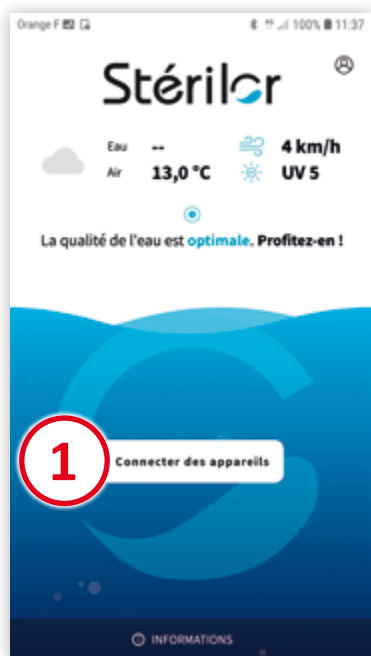 Orange F 100% 11:37
Stérilor
Eau -- 4 km/h
Air 13,0 °C UV 5
La qualité de l'eau est optimale. Profitez-en !
1 Connecter des appareils
INFORMATIONS